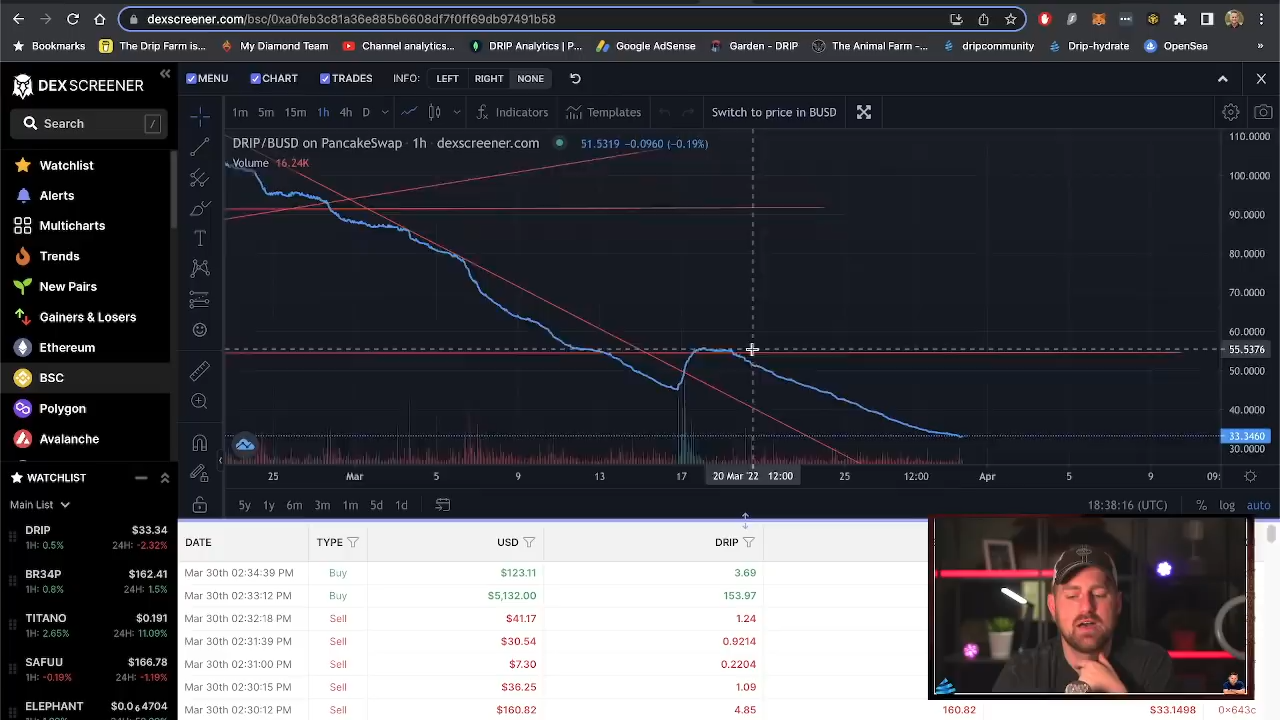 dexscreener.com/bsc/0xa0feb3c81a36e885b6608df7f0ff69db97491b58
Bookmarks The Drip Farm is... My Diamond Team Channel analytics... DRIP Analytics | P... Google AdSense Garden - DRIP The Animal Farm -... dripcommunity Drip-hydrate OpenSea »
DEX SCREENER
MENU CHART TRADES INFO: LEFT RIGHT NONE
Search /
1m 5m 15m 1h 4h D Indicators Templates Switch to price in BUSD
DRIP/BUSD on PancakeSwap · 1h · dexscreener.com 51.5319 -0.0960 (-0.19%)
Volume 16.24K
Watchlist
Alerts
Multicharts
Trends
New Pairs
Gainers & Losers
Ethereum
BSC
Polygon
Avalanche
110.0000
100.0000
90.0000
80.0000
70.0000
60.0000
55.5376
50.0000
40.0000
33.3460
30.0000
25 Mar 5 9 13 17 20 Mar '22 12:00 25 12:00 Apr 5 9 09:
5y 1y 6m 3m 1m 5d 1d 18:38:16 (UTC) % log auto
WATCHLIST
Main List
DRIP $33.34
1H: 0.5% 24H: -2.32%
BR34P $162.41
1H: 0.8% 24H: 1.5%
TITANO $0.191
1H: 2.65% 24H: 11.09%
SAFUU $166.78
1H: -0.19% 24H: -1.19%
ELEPHANT $0.0₆4704
DATE TYPE USD DRIP
Mar 30th 02:34:39 PM Buy $123.11 3.69
Mar 30th 02:33:12 PM Buy $5,132.00 153.97
Mar 30th 02:32:18 PM Sell $41.17 1.24
Mar 30th 02:31:39 PM Sell $30.54 0.9214
Mar 30th 02:31:00 PM Sell $7.30 0.2204
Mar 30th 02:30:15 PM Sell $36.25 1.09
Mar 30th 02:30:12 PM Sell $160.82 4.85 160.82 $33.1498 0x643c